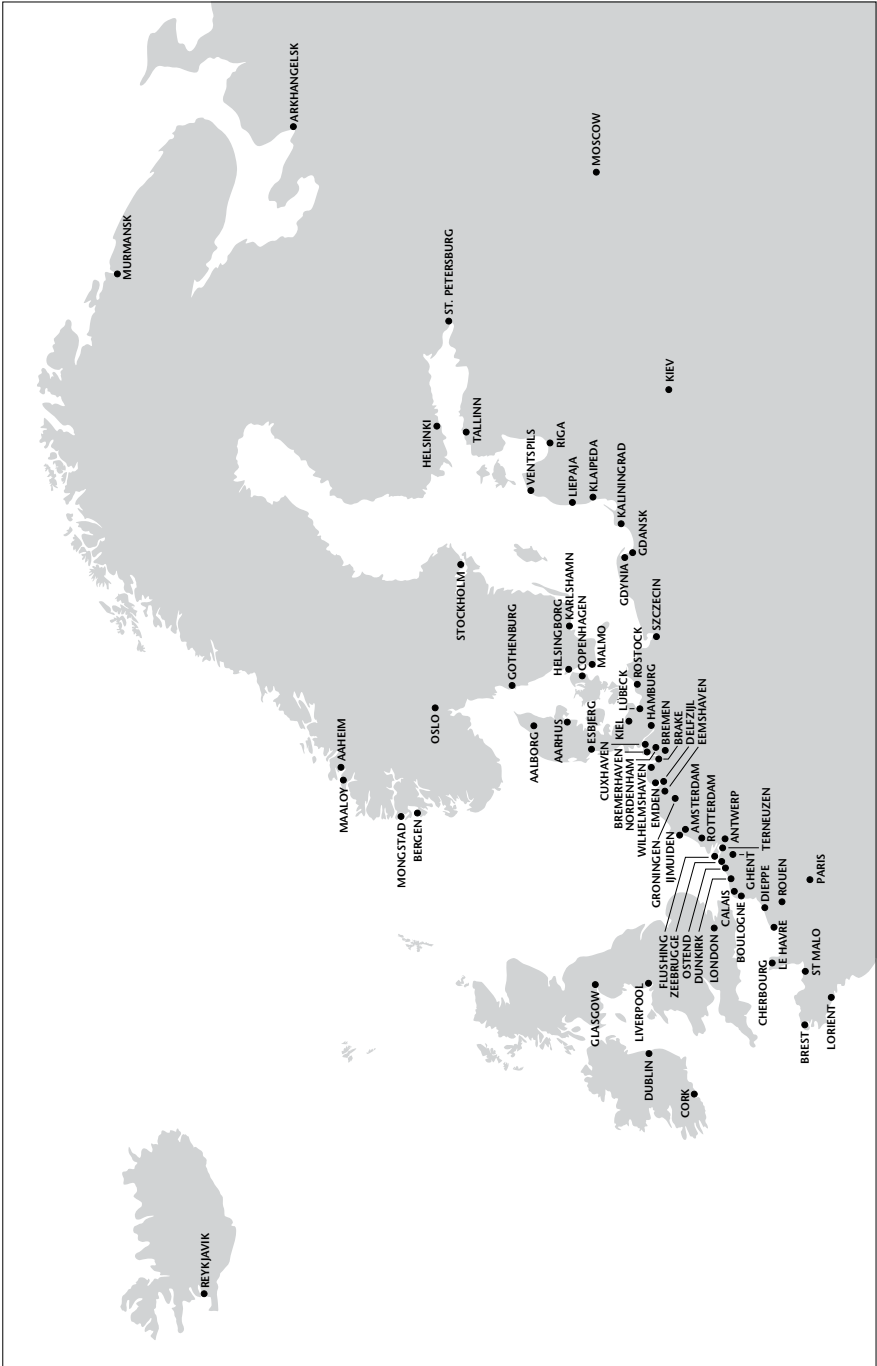 REYKJAVIK
MURMANSK
ARKHANGELSK
MAALOY
AAHEIM
MONGSTAD
BERGEN
OSLO
HELSINKI
ST. PETERSBURG
STOCKHOLM
TALLINN
GOTHENBURG
VENTSPILS
RIGA
AALBORG
AARHUS
ESBJERG
HELSINGBORG
KARLSHAMN
COPENHAGEN
MALMO
LIEPAJA
KLAIPEDA
MOSCOW
GLASGOW
KALININGRAD
GDYNIA
GDANSK
KIEL
LÜBECK
ROSTOCK
HAMBURG
SZCZECIN
KIEV
CUXHAVEN
BREMERHAVEN
NORDENHAM
WILHELMSHAVEN
EMDEN
BREMEN
BRAKE
DELFZIJL
EEMSHAVEN
DUBLIN
LIVERPOOL
GRONINGEN
IJMUIDEN
AMSTERDAM
ROTTERDAM
CORK
FLUSHING
ZEEBRUGGE
OSTEND
DUNKIRK
LONDON
CALAIS
BOULOGNE
ANTWERP
TERNEUZEN
GHENT
DIEPPE
ROUEN
CHERBOURG
LE HAVRE
PARIS
BREST
ST MALO
LORIENT